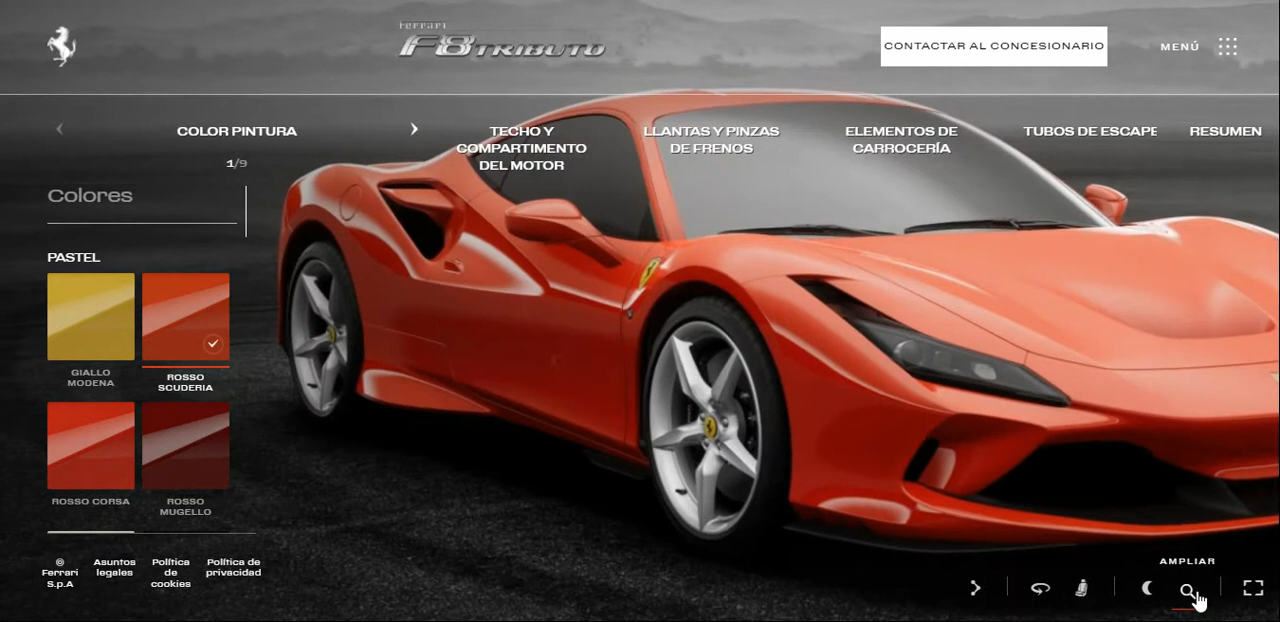 Ferrari
F8 TRIBUTO
CONTACTAR AL CONCESIONARIO
MENÚ
COLOR PINTURA
TECHO Y
COMPARTIMENTO
DEL MOTOR
LLANTAS Y PINZAS
DE FRENOS
ELEMENTOS DE
CARROCERÍA
TUBOS DE ESCAPE
RESUMEN
1/9
Colores
PASTEL
GIALLO
MODENA
ROSSO
SCUDERIA
ROSSO CORSA
ROSSO
MUGELLO
©
Ferrari
S.p.A
Asuntos
legales
Política
de
cookies
Política de
privacidad
AMPLIAR